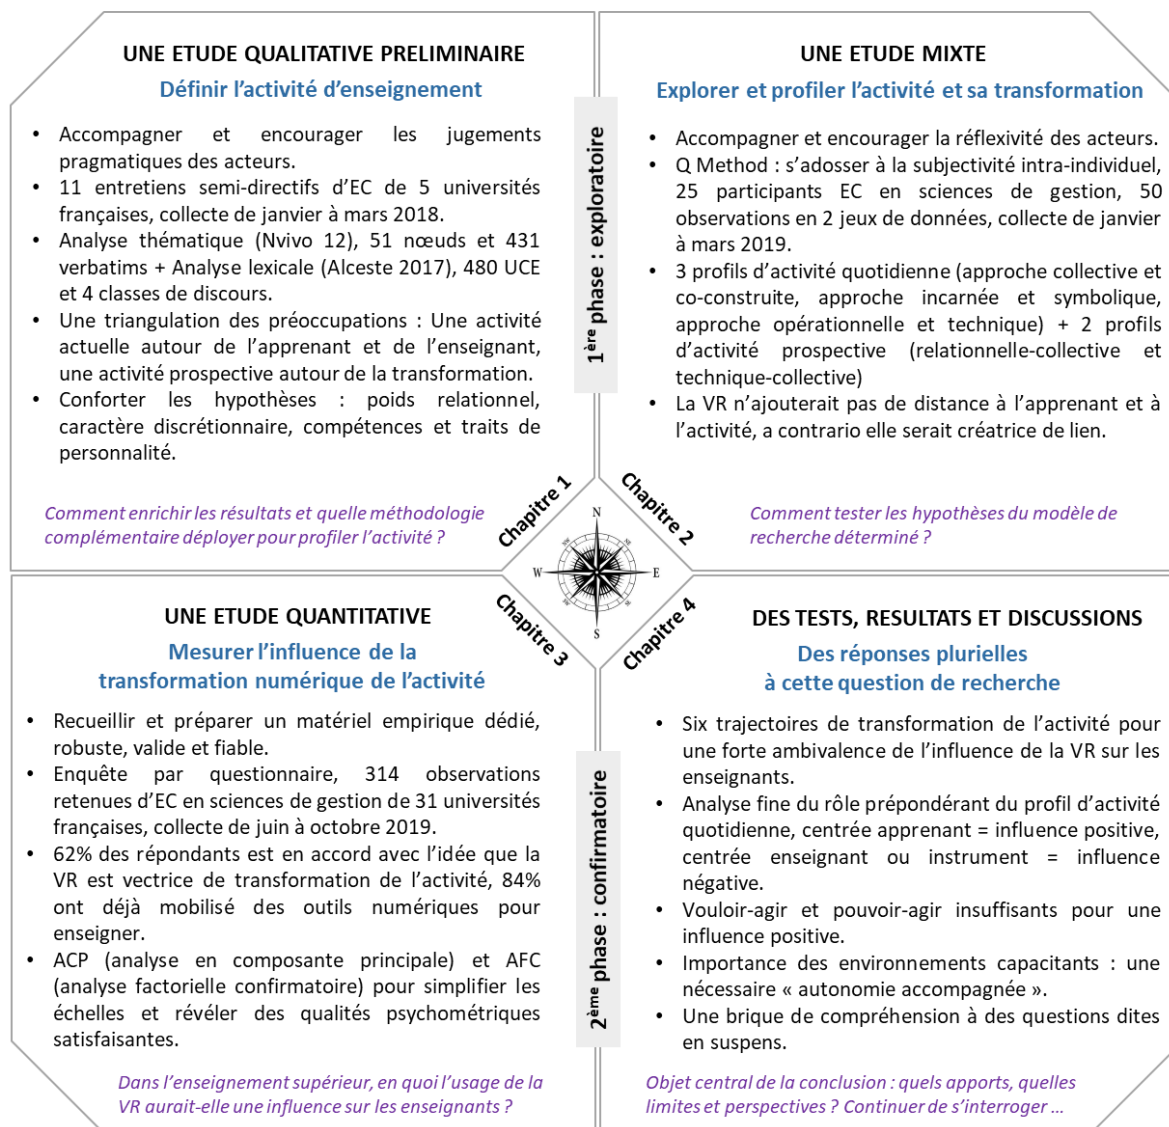 UNE ETUDE QUALITATIVE PRELIMINAIRE
Définir l’activité d’enseignement
• Accompagner et encourager les jugements
pragmatiques des acteurs.
• 11 entretiens semi-directifs d’EC de 5 universités
françaises, collecte de janvier à mars 2018.
• Analyse thématique (Nvivo 12), 51 nœuds et 431
verbatims + Analyse lexicale (Alceste 2017), 480 UCE
et 4 classes de discours.
• Une triangulation des préoccupations : Une activité
actuelle autour de l’apprenant et de l’enseignant,
une activité prospective autour de la transformation.
• Conforter les hypothèses : poids relationnel,
caractère discrétionnaire, compétences et traits de
personnalité.
Comment enrichir les résultats et quelle méthodologie
complémentaire déployer pour profiler l’activité ?
Chapitre 1
1ère phase : exploratoire
UNE ETUDE MIXTE
Explorer et profiler l’activité et sa transformation
• Accompagner et encourager la réflexivité des acteurs.
• Q Method : s’adosser à la subjectivité intra-individuel,
25 participants EC en sciences de gestion, 50
observations en 2 jeux de données, collecte de janvier
à mars 2019.
• 3 profils d’activité quotidienne (approche collective et
co-construite, approche incarnée et symbolique,
approche opérationnelle et technique) + 2 profils
d’activité prospective (relationnelle-collective et
technique-collective)
• La VR n’ajouterait pas de distance à l’apprenant et à
l’activité, a contrario elle serait créatrice de lien.
Comment tester les hypothèses du modèle de
recherche déterminé ?
Chapitre 2
N
NW
NE
W
E
SW
SE
S
UNE ETUDE QUANTITATIVE
Mesurer l’influence de la
transformation numérique de l’activité
• Recueillir et préparer un matériel empirique dédié,
robuste, valide et fiable.
• Enquête par questionnaire, 314 observations
retenues d’EC en sciences de gestion de 31 universités
françaises, collecte de juin à octobre 2019.
• 62% des répondants est en accord avec l’idée que la
VR est vectrice de transformation de l’activité, 84%
ont déjà mobilisé des outils numériques pour
enseigner.
• ACP (analyse en composante principale) et AFC
(analyse factorielle confirmatoire) pour simplifier les
échelles et révéler des qualités psychométriques
satisfaisantes.
Dans l’enseignement supérieur, en quoi l’usage de la
VR aurait-elle une influence sur les enseignants ?
Chapitre 3
2ème phase : confirmatoire
Chapitre 4
DES TESTS, RESULTATS ET DISCUSSIONS
Des réponses plurielles
à cette question de recherche
• Six trajectoires de transformation de l’activité pour
une forte ambivalence de l’influence de la VR sur les
enseignants.
• Analyse fine du rôle prépondérant du profil d’activité
quotidienne, centrée apprenant = influence positive,
centrée enseignant ou instrument = influence
négative.
• Vouloir-agir et pouvoir-agir insuffisants pour une
influence positive.
• Importance des environnements capacitants : une
nécessaire « autonomie accompagnée ».
• Une brique de compréhension à des questions dites
en suspens.
Objet central de la conclusion : quels apports, quelles
limites et perspectives ? Continuer de s’interroger …